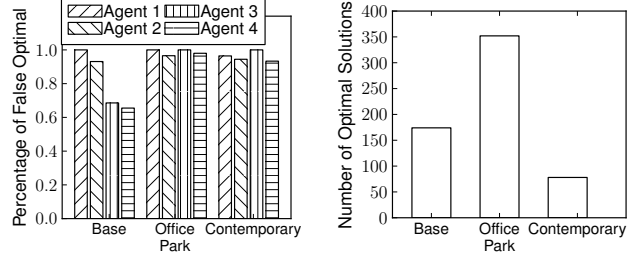 Agent 1 Agent 3
Agent 2 Agent 4
Percentage of False Optimal
1.0
0.8
0.6
0.4
0.2
0.0
Base Office Contemporary
Park
Number of Optimal Solutions
400
350
300
250
200
150
100
50
0
Base Office Contemporary
Park